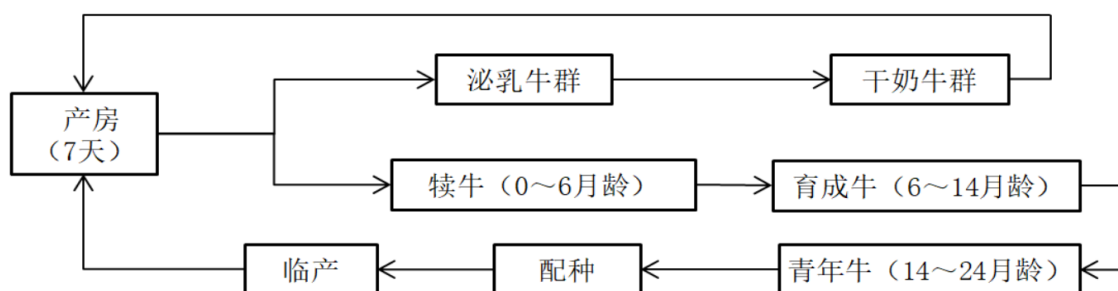 泌乳牛群
干奶牛群
产房
（7天）
犊牛（0～6月龄）
育成牛（6～14月龄）
临产
配种
青年牛（14～24月龄）